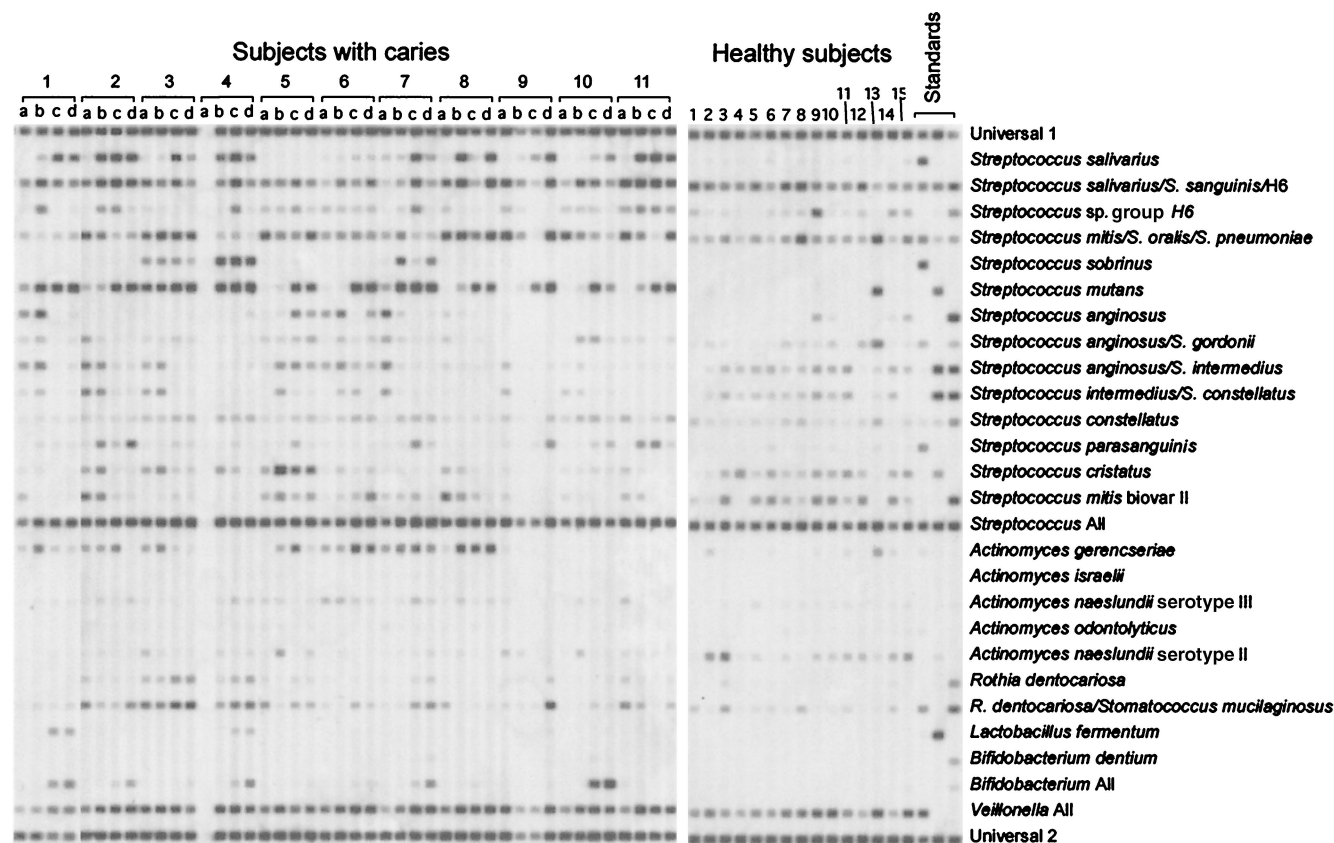 Subjects with caries
Healthy subjects
Standards
1 2 3 4 5 6 7 8 9 10 11
a b c d a b c d a b c d a b c d a b c d a b c d a b c d a b c d a b c d a b c d a b c d
11 13 15
1 2 3 4 5 6 7 8 9 10 12 14
Universal 1
Streptococcus salivarius
Streptococcus salivarius/S. sanguinis/H6
Streptococcus sp. group H6
Streptococcus mitis/S. oralis/S. pneumoniae
Streptococcus sobrinus
Streptococcus mutans
Streptococcus anginosus
Streptococcus anginosus/S. gordonii
Streptococcus anginosus/S. intermedius
Streptococcus intermedius/S. constellatus
Streptococcus constellatus
Streptococcus parasanguinis
Streptococcus cristatus
Streptococcus mitis biovar II
Streptococcus All
Actinomyces gerencseriae
Actinomyces israelii
Actinomyces naeslundii serotype III
Actinomyces odontolyticus
Actinomyces naeslundii serotype II
Rothia dentocariosa
R. dentocariosa/Stomatococcus mucilaginosus
Lactobacillus fermentum
Bifidobacterium dentium
Bifidobacterium All
Veillonella All
Universal 2